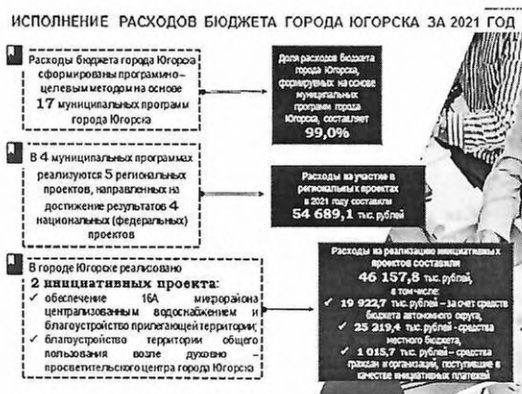 ИСПОЛНЕНИЕ РАСХОДОВ БЮДЖЕТА ГОРОДА ЮГОРСКА ЗА 2021 ГОД
Расходы бюджета города Югорска
сформированы программно–
целевым методом на основе
17 муниципальных программ
города Югорска
Доля расходов бюджета
города Югорска,
формируемых на основе
муниципальных
программ города
Югорска, составляет
99,0%
В 4 муниципальных программах
реализуются 5 региональных
проектов, направленных на
достижение результатов 4
национальных (федеральных)
проектов
Расходы на участие в
региональных проектах
в 2021 году составили
54 689,1 тыс. рублей
В городе Югорске реализовано
2 инициативных проекта:
✓ обеспечение 16А микрорайона
централизованным водоснабжением и
благоустройство прилегающей территории;
✓ благоустройство территории общего
пользования возле духовно –
просветительского центра города Югорска
Расходы на реализацию инициативных
проектов составили
46 157,8 тыс. рублей,
в том числе:
✓ 19 922,7 тыс. рублей – за счет средств
бюджета автономного округа,
✓ 25 219,4 тыс. рублей - средства
местного бюджета,
✓ 1 015,7 тыс. рублей – средства
граждан и организаций, поступившие в
качестве инициативных платежей